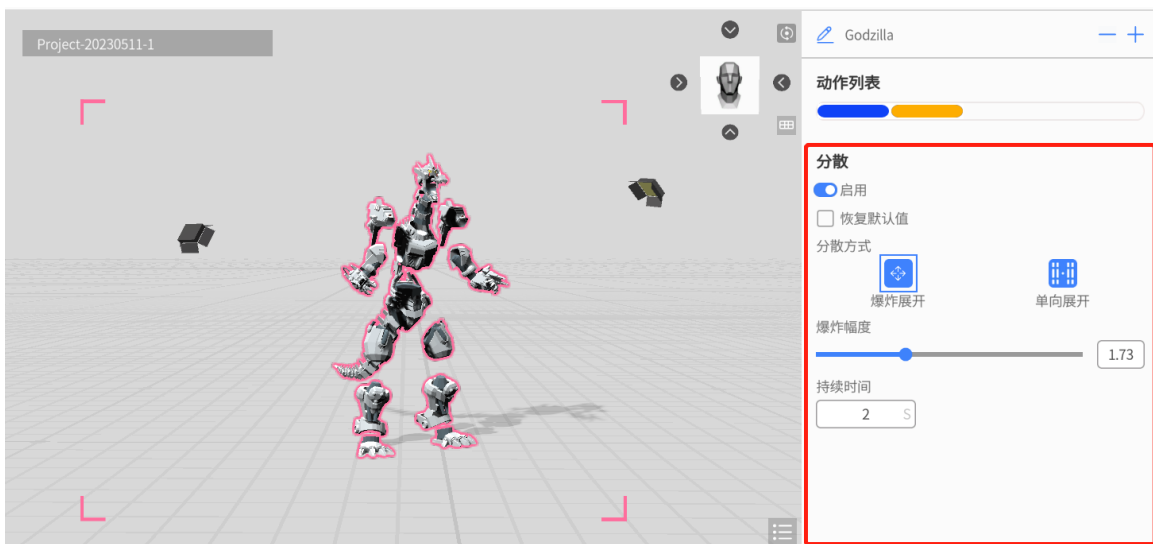 Project-20230511-1
Godzilla
动作列表
分散
启用
恢复默认值
分散方式
爆炸展开
单向展开
爆炸幅度
1.73
持续时间
2 S